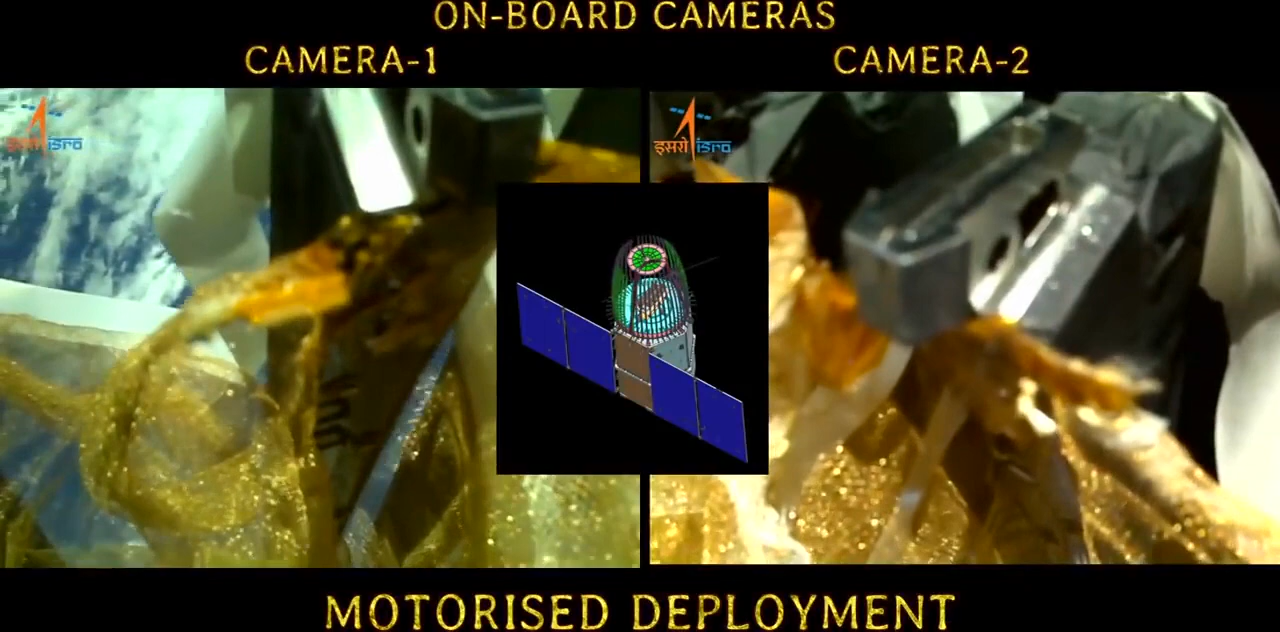 ON-BOARD CAMERAS
CAMERA-1
CAMERA-2
इसरो isro
इसरो isro
MOTORISED DEPLOYMENT